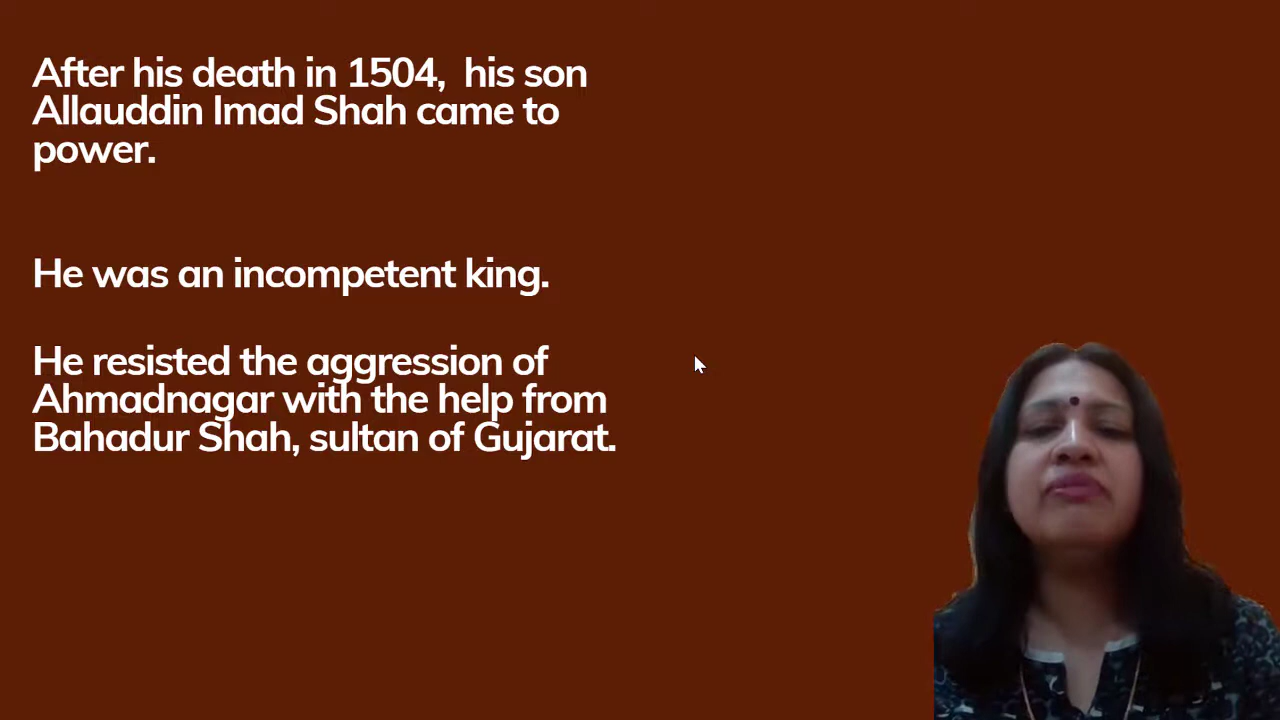 After his death in 1504,  his son
Allauddin Imad Shah came to
power.
He was an incompetent king.
He resisted the aggression of
Ahmadnagar with the help from
Bahadur Shah, sultan of Gujarat.